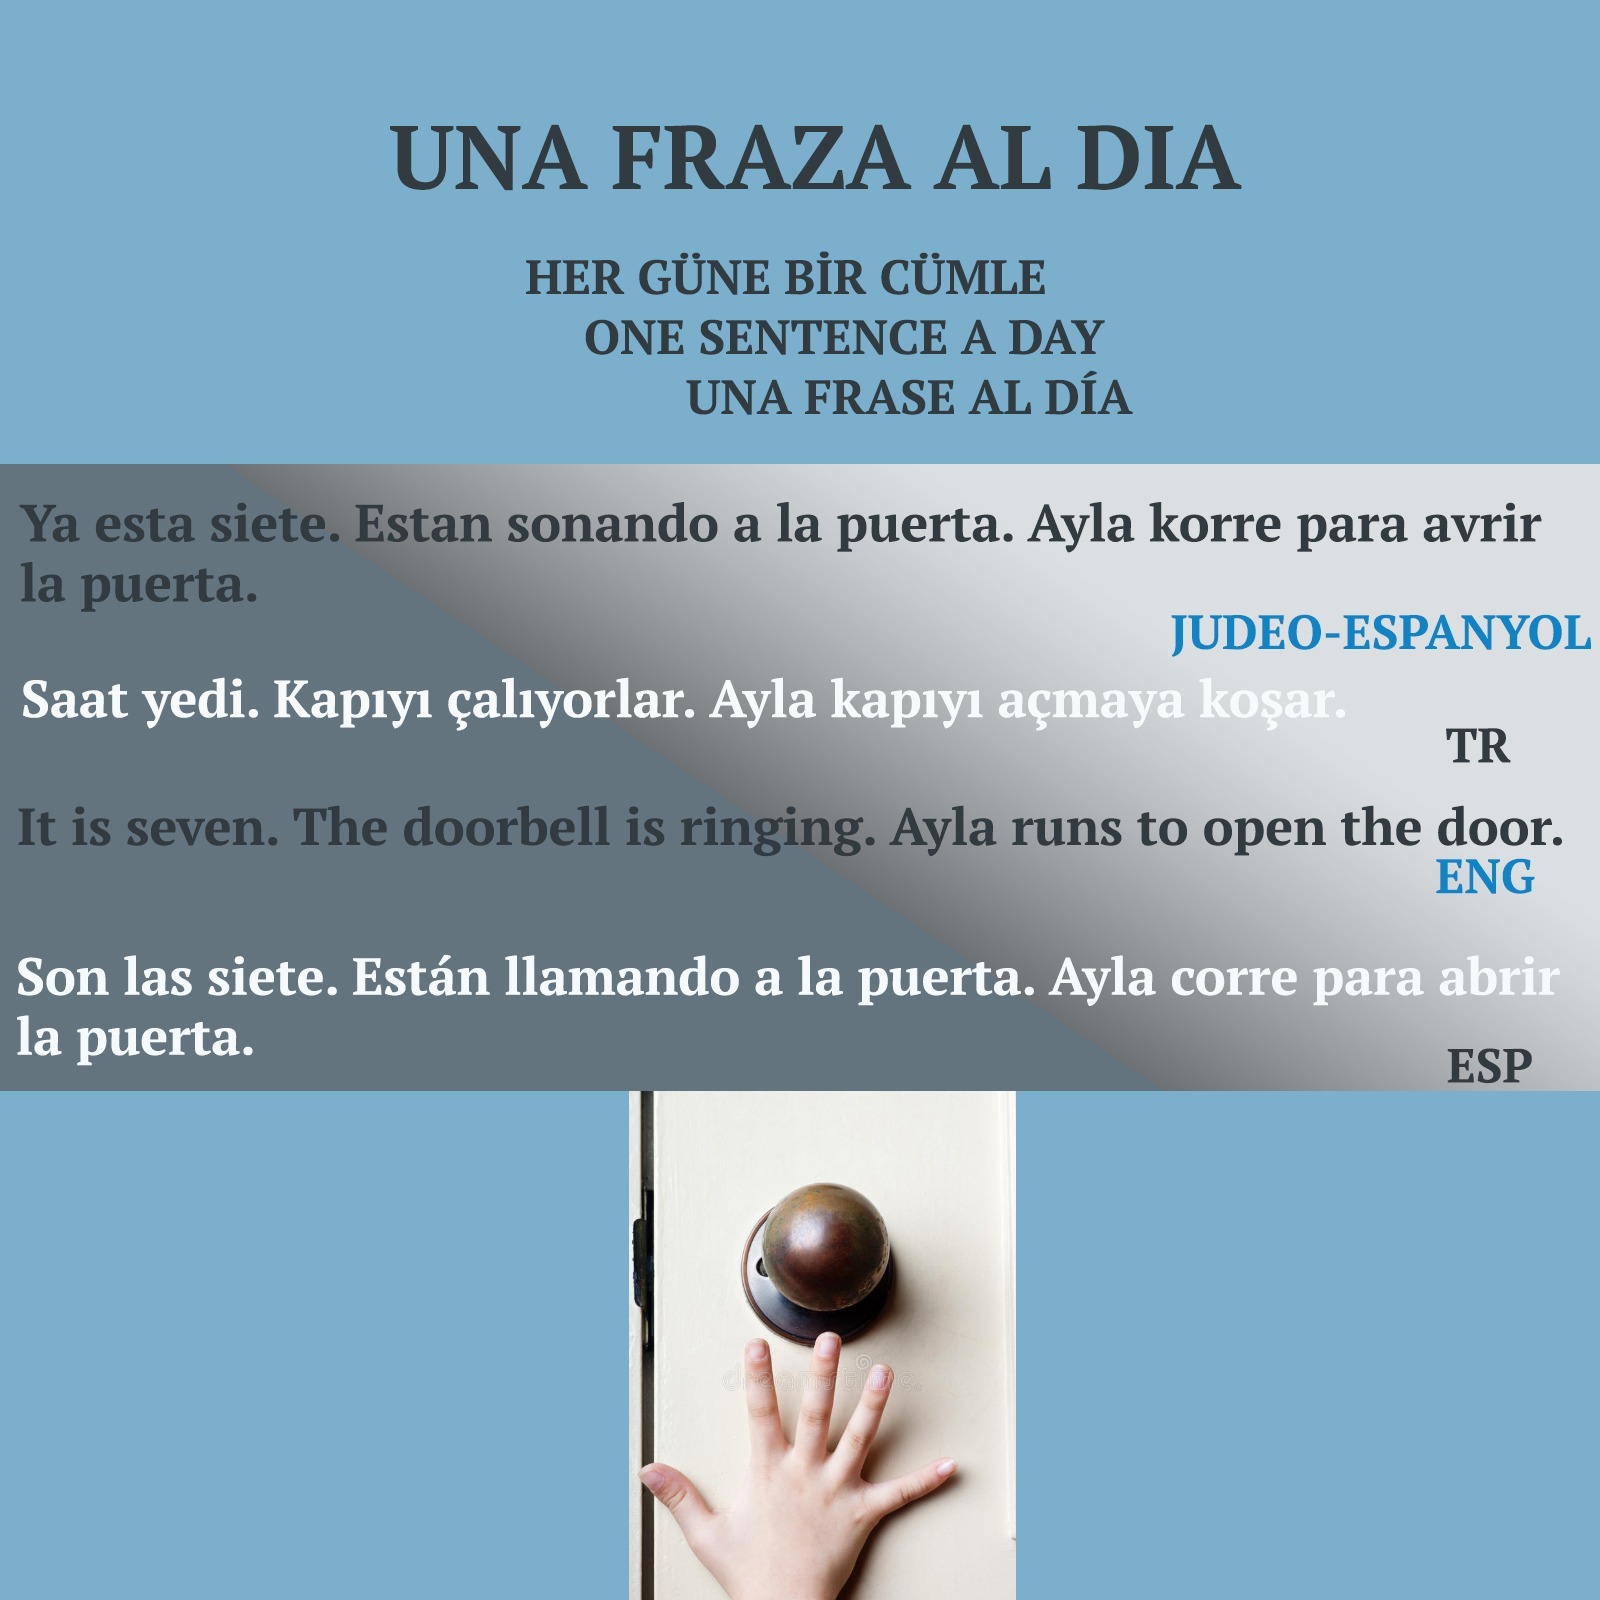 UNA FRAZA AL DIA
HER GÜNE BİR CÜMLE
ONE SENTENCE A DAY
UNA FRASE AL DÍA
Ya esta siete. Estan sonando a la puerta. Ayla korre para avrir
la puerta.
JUDEO-ESPANYOL
Saat yedi. Kapıyı çalıyorlar. Ayla kapıyı açmaya koşar.
TR
It is seven. The doorbell is ringing. Ayla runs to open the door.
ENG
Son las siete. Están llamando a la puerta. Ayla corre para abrir
la puerta.
ESP
dreamstime.